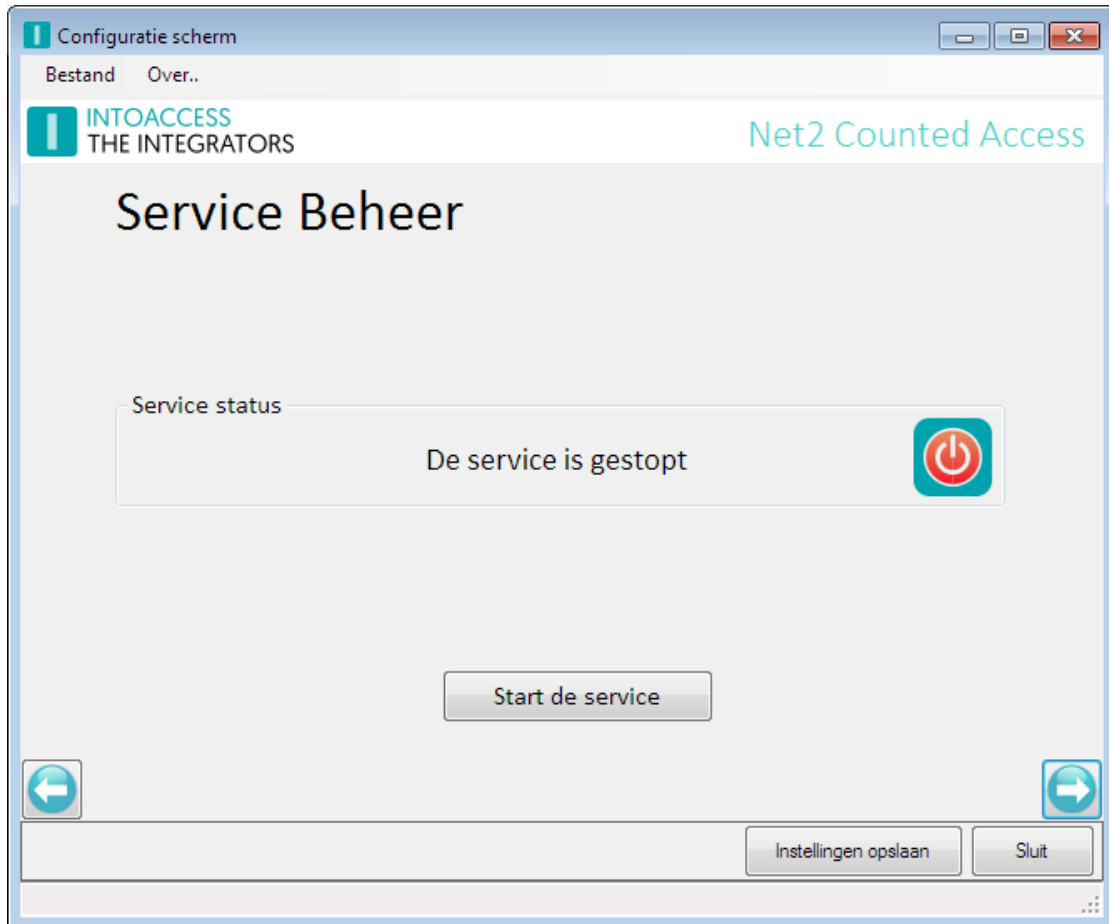 Configuratie scherm
Bestand Over..
INTOACCESS
THE INTEGRATORS
Net2 Counted Access
Service Beheer
Service status
De service is gestopt
Start de service
Instellingen opslaan Sluit